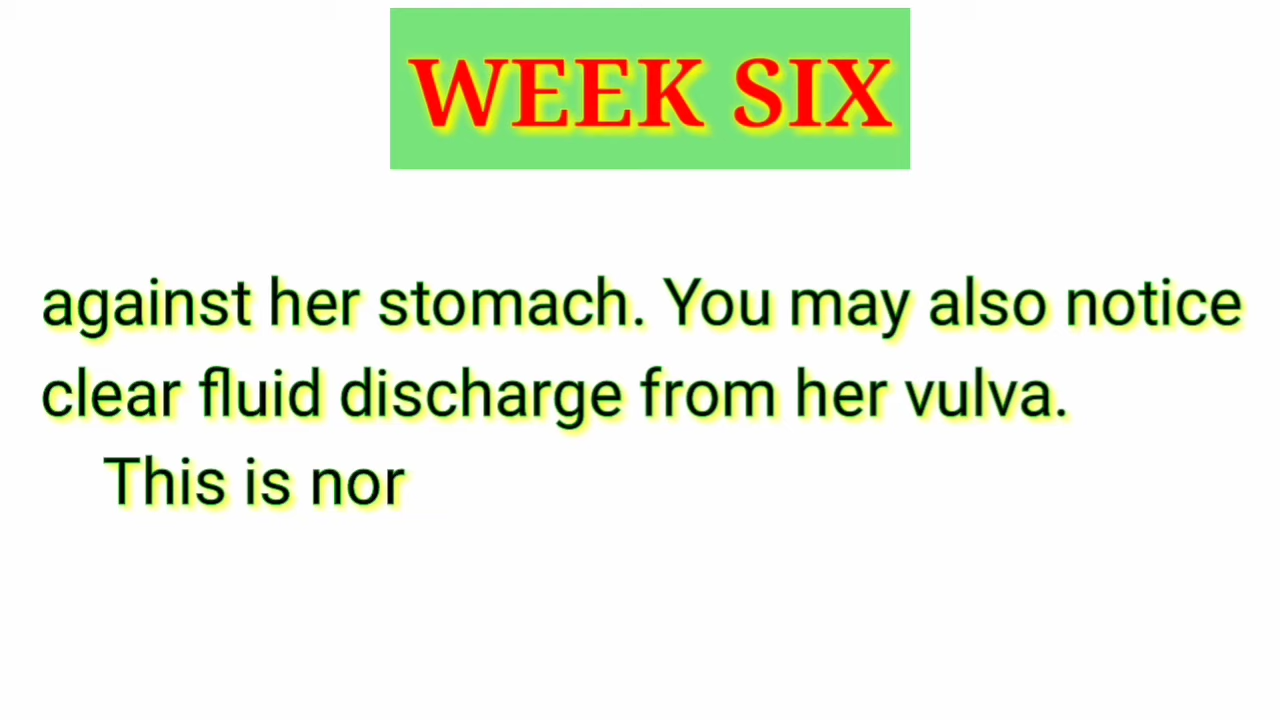 WEEK SIX
against her stomach. You may also notice
clear fluid discharge from her vulva.
This is nor